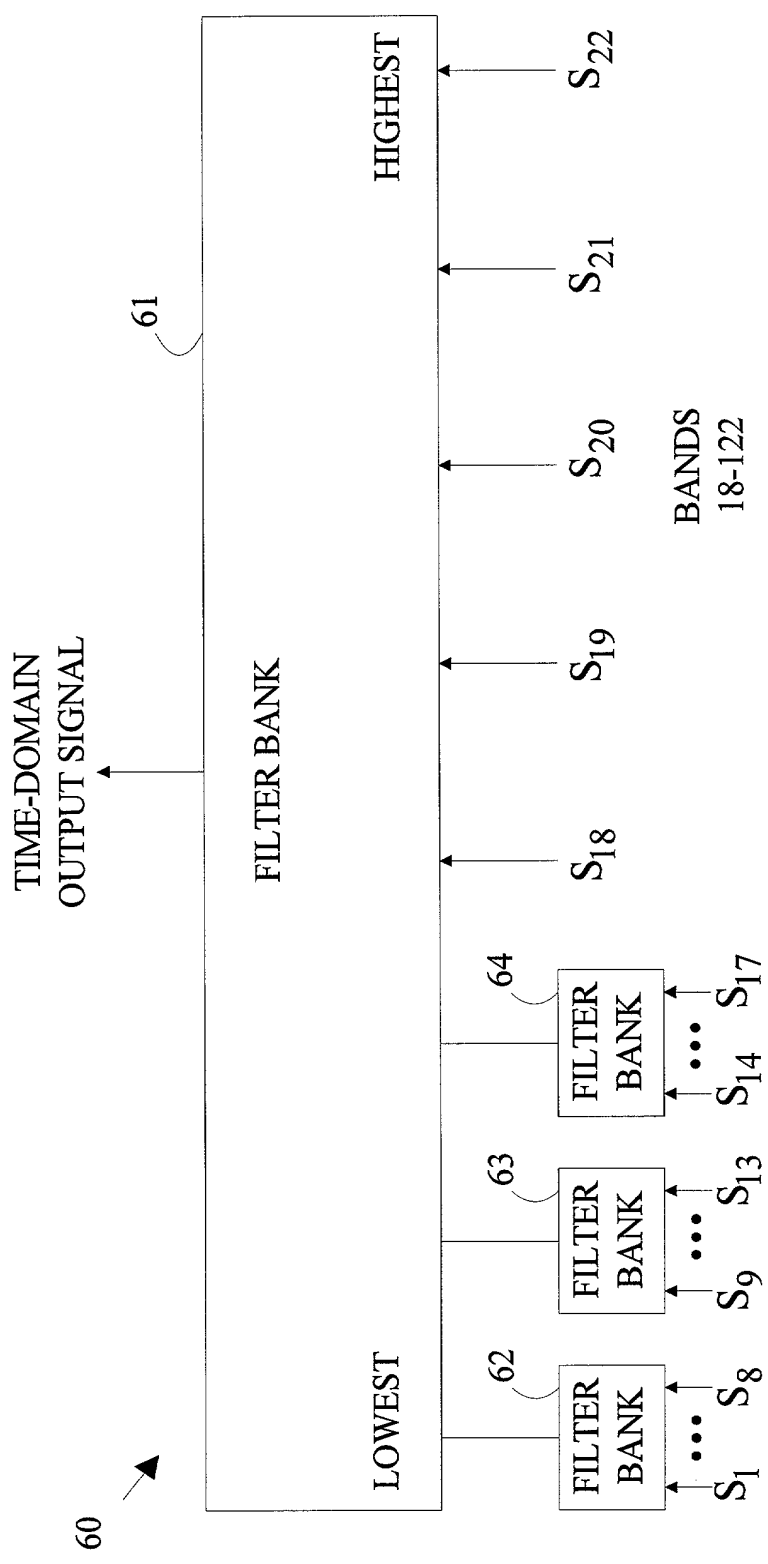 60
TIME-DOMAIN
OUTPUT SIGNAL
61
FILTER BANK
LOWEST
HIGHEST
62
63
64
FILTER
BANK
FILTER
BANK
FILTER
BANK
S1 ••• S8
S9 ••• S13
S14 ••• S17
S18
S19
S20
S21
S22
BANDS
18-122